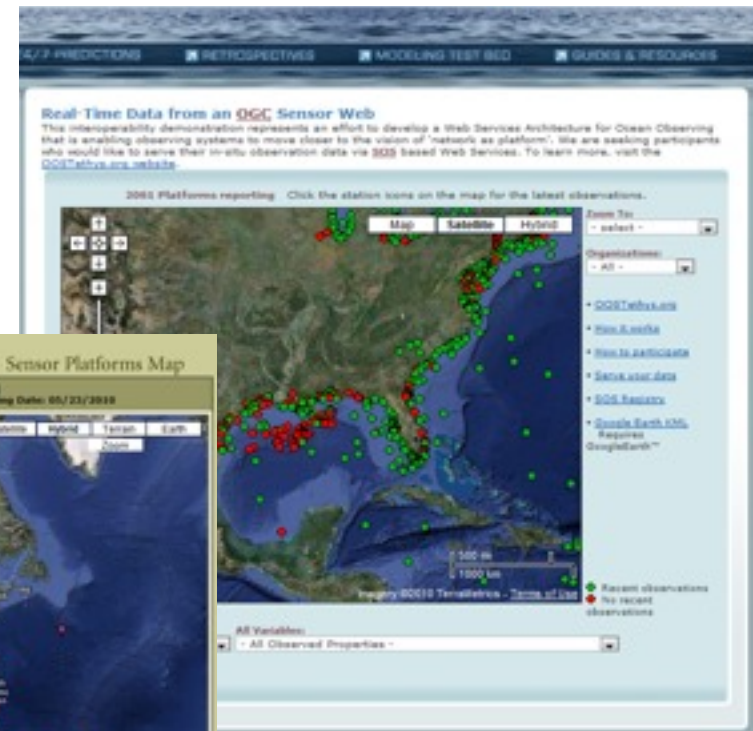 24/7 PREDICTIONS RETROSPECTIVES MODELING TEST BED GUIDES & RESOURCES
Real-Time Data from an OGC Sensor Web
This interoperability demonstration represents an effort to develop a Web Services Architecture for Ocean Observing
that is enabling observing systems to move closer to the vision of 'network as platform'. We are seeking participants
who would like to serve their in-situ observation data via SOS based Web Services. To learn more, visit the
OOSTethys.org website.
Platforms reporting Click the station icons on the map for the latest observations.
Map Satellite Hybrid
Zoom To:
- select -
Organizations:
- All -
• OOSTethys.org
• How it works
• How to participate
• Serve your data
• SOS Registry
• Google Earth KML
Requires
GoogleEarth™
500 mi
1000 km
Imagery ©2010 TerraMetrics - Terms of Use
Recent observations
No recent
observations
All Variables:
- All Observed Properties -
Sensor Platforms Map
Date: 05/23/2010
Hybrid Terrain Earth
Zoom